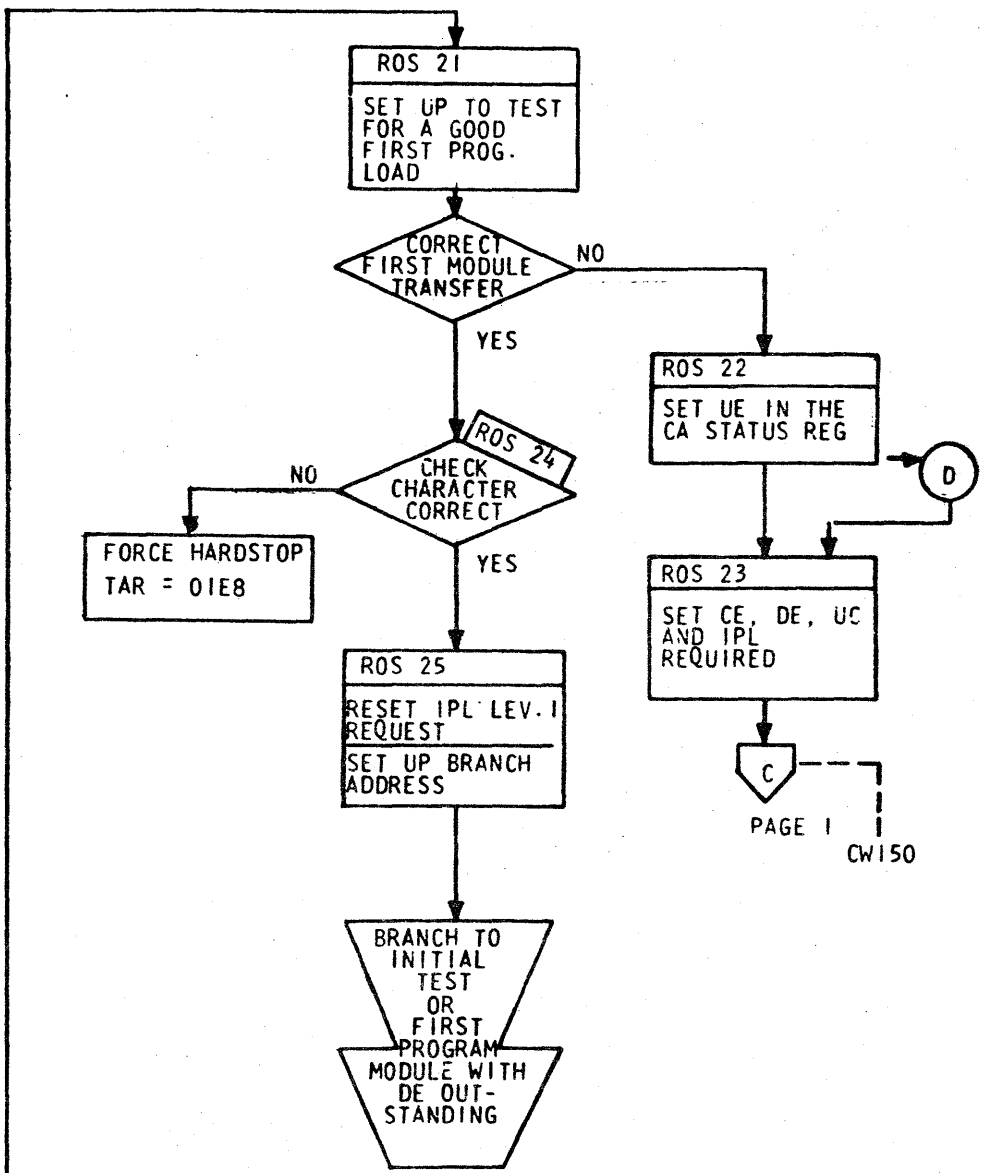 ROS 21
SET UP TO TEST
FOR A GOOD
FIRST PROG.
LOAD
CORRECT
FIRST MODULE
TRANSFER
NO
YES
ROS 22
SET UE IN THE
CA STATUS REG
D
ROS 24
CHECK
CHARACTER
CORRECT
NO
YES
FORCE HARDSTOP
TAR = 01E8
ROS 23
SET CE, DE, UC
AND IPL
REQUIRED
ROS 25
RESET IPL LEV. 1
REQUEST
SET UP BRANCH
ADDRESS
C
PAGE 1
CW150
BRANCH TO
INITIAL
TEST
OR
FIRST
PROGRAM
MODULE WITH
DE OUT-
STANDING